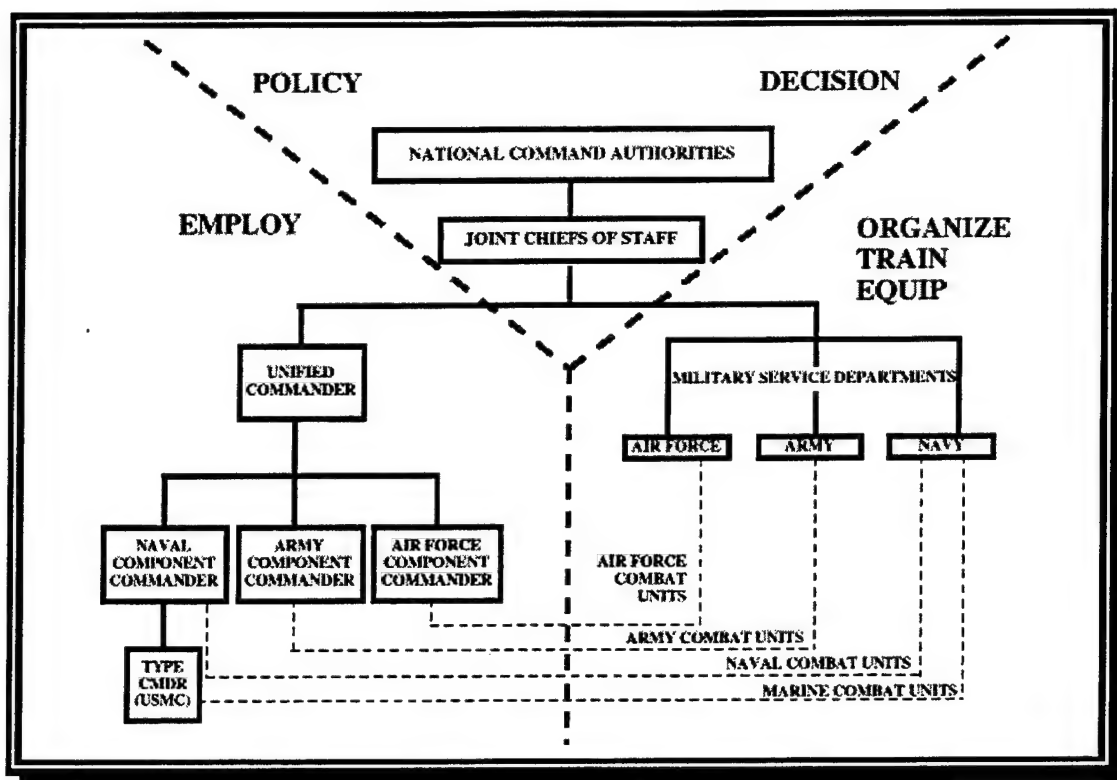 POLICY
DECISION
NATIONAL COMMAND AUTHORITIES
EMPLOY
JOINT CHIEFS OF STAFF
ORGANIZE
TRAIN
EQUIP
UNIFIED
COMMANDER
MILITARY SERVICE DEPARTMENTS
AIR FORCE
ARMY
NAVY
NAVAL
COMPONENT
COMMANDER
ARMY
COMPONENT
COMMANDER
AIR FORCE
COMPONENT
COMMANDER
AIR FORCE
COMBAT
UNITS
ARMY COMBAT UNITS
TYPE
CMDR
(USMC)
NAVAL COMBAT UNITS
MARINE COMBAT UNITS